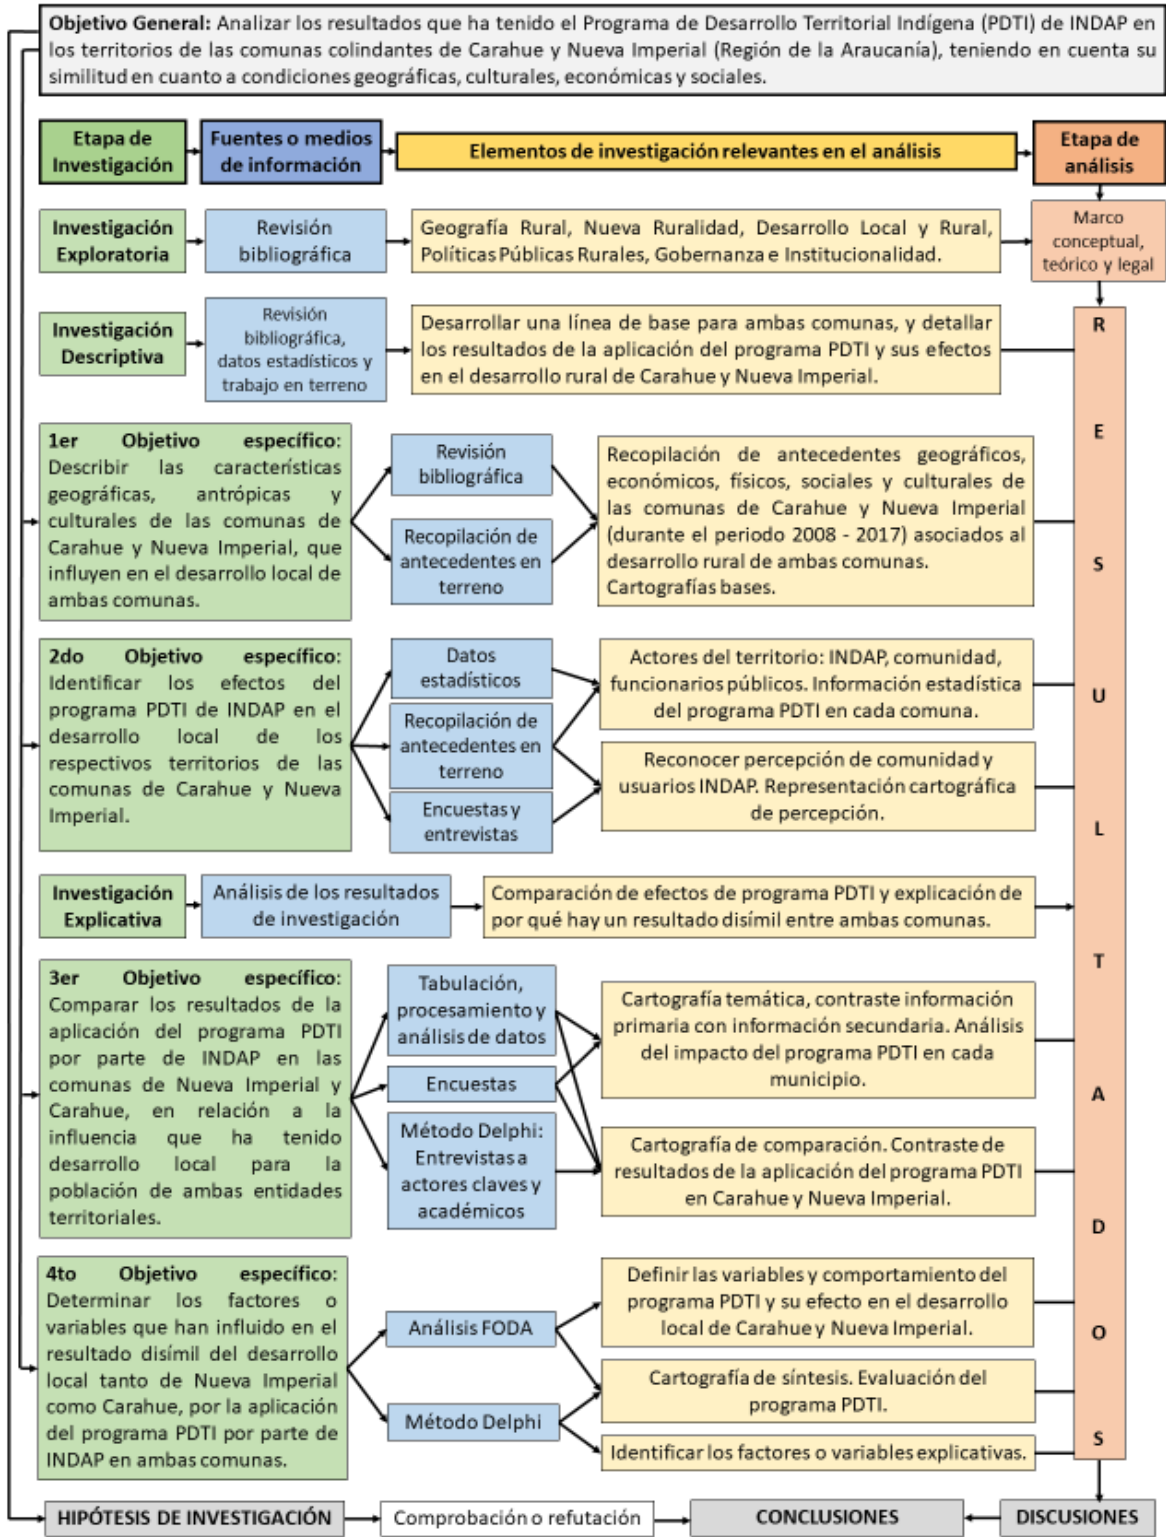 Objetivo General: Analizar los resultados que ha tenido el Programa de Desarrollo Territorial Indígena (PDTI) de INDAP en
los territorios de las comunas colindantes de Carahue y Nueva Imperial (Región de la Araucanía), teniendo en cuenta su
similitud en cuanto a condiciones geográficas, culturales, económicas y sociales.
Etapa de
Investigación
Fuentes o medios
de información
Elementos de investigación relevantes en el análisis
Etapa de
análisis
Investigación
Exploratoria
Revisión
bibliográfica
Geografía Rural, Nueva Ruralidad, Desarrollo Local y Rural,
Políticas Públicas Rurales, Gobernanza e Institucionalidad.
Marco
conceptual,
teórico y legal
Investigación
Descriptiva
Revisión
bibliográfica,
datos estadísticos y
trabajo en terreno
Desarrollar una línea de base para ambas comunas, y detallar
los resultados de la aplicación del programa PDTI y sus efectos
en el desarrollo rural de Carahue y Nueva Imperial.
1er Objetivo específico:
Describir las características
geográficas, antrópicas y
culturales de las comunas de
Carahue y Nueva Imperial, que
influyen en el desarrollo local de
ambas comunas.
Revisión
bibliográfica
Recopilación de
antecedentes en
terreno
Recopilación de antecedentes geográficos,
económicos, físicos, sociales y culturales de
las comunas de Carahue y Nueva Imperial
(durante el periodo 2008 - 2017) asociados al
desarrollo rural de ambas comunas.
Cartografías bases.
2do Objetivo específico:
Identificar los efectos del
programa PDTI de INDAP en el
desarrollo local de los
respectivos territorios de las
comunas de Carahue y Nueva
Imperial.
Datos
estadísticos
Recopilación de
antecedentes en
terreno
Encuestas y
entrevistas
Actores del territorio: INDAP, comunidad,
funcionarios públicos. Información estadística
del programa PDTI en cada comuna.
Reconocer percepción de comunidad y
usuarios INDAP. Representación cartográfica
de percepción.
Investigación
Explicativa
Análisis de los resultados
de investigación
Comparación de efectos de programa PDTI y explicación de
por qué hay un resultado disímil entre ambas comunas.
3er Objetivo específico:
Comparar los resultados de la
aplicación del programa PDTI
por parte de INDAP en las
comunas de Nueva Imperial y
Carahue, en relación a la
influencia que ha tenido
desarrollo local para la
población de ambas entidades
territoriales.
Tabulación,
procesamiento y
análisis de datos
Encuestas
Método Delphi:
Entrevistas a
actores claves y
académicos
Cartografía temática, contraste información
primaria con información secundaria. Análisis
del impacto del programa PDTI en cada
municipio.
Cartografía de comparación. Contraste de
resultados de la aplicación del programa PDTI
en Carahue y Nueva Imperial.
4to Objetivo específico:
Determinar los factores o
variables que han influido en el
resultado disímil del desarrollo
local tanto de Nueva Imperial
como Carahue, por la aplicación
del programa PDTI por parte de
INDAP en ambas comunas.
Análisis FODA
Método Delphi
Definir las variables y comportamiento del
programa PDTI y su efecto en el desarrollo
local de Carahue y Nueva Imperial.
Cartografía de síntesis. Evaluación del
programa PDTI.
Identificar los factores o variables explicativas.
R
E
S
U
L
T
A
D
O
S
HIPÓTESIS DE INVESTIGACIÓN
Comprobación o refutación
CONCLUSIONES
DISCUSIONES